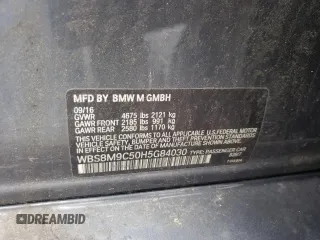 MFD BY: BMW M GMBH
09/16
GVWR 4675 lbs 2121 kg
GAWR FRONT 2185 lbs 991 kg
GAWR REAR 2580 lbs 1170 kg
THIS VEHICLE CONFORMS TO ALL APPLICABLE
FEDERAL MOTOR VEHICLE SAFETY, BUMPER AND
THEFT PREVENTION STANDARDS IN EFFECT ON
DATE OF MANUFACTURE SHOWN ABOVE.
WBS8M9C50H5G84030 TYPE: PASSENGER CAR
DREAMBID